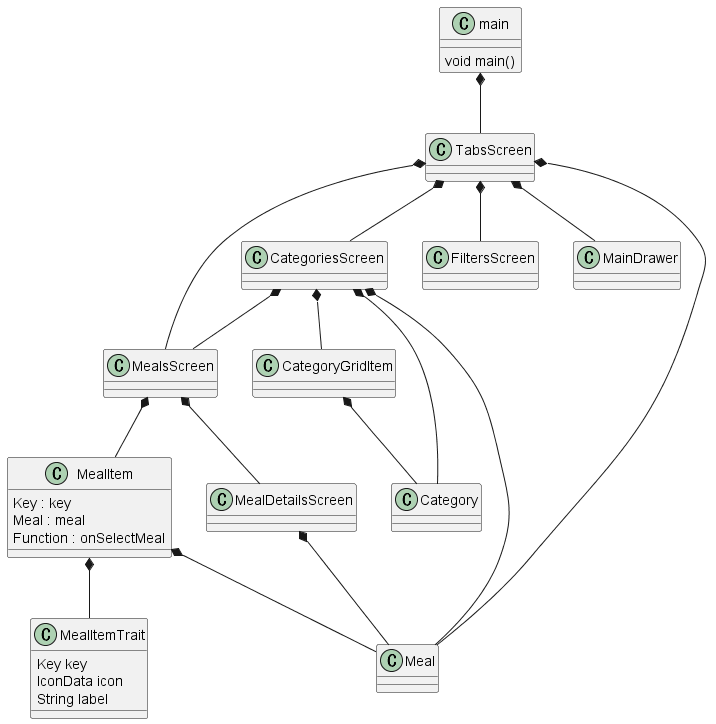 C main
void main()
C TabsScreen
C CategoriesScreen
C FiltersScreen
C MainDrawer
C MealsScreen
C CategoryGridItem
C MealItem
Key : key
Meal : meal
Function : onSelectMeal
C MealDetailsScreen
C Category
C MealItemTrait
Key key
IconData icon
String label
C Meal